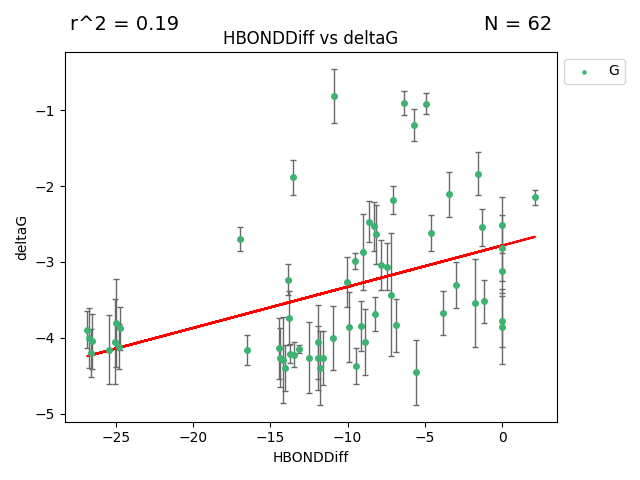 r^2 = 0.19
N = 62
HBONDDiff vs deltaG
G
deltaG
−1
−2
−3
−4
−5
−25
−20
−15
−10
−5
0
HBONDDiff